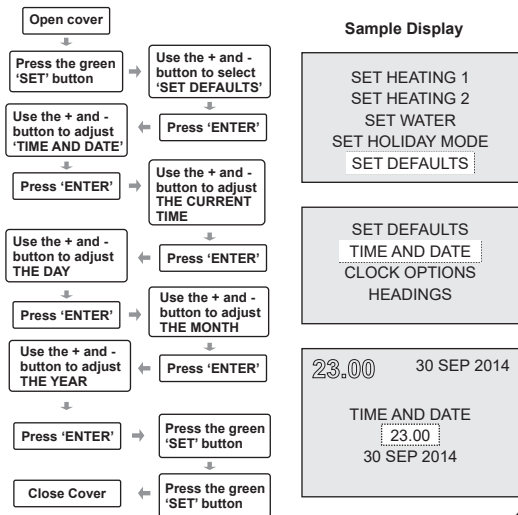 Open cover
Press the green
‘SET’ button
Use the + and -
button to select
‘SET DEFAULTS’
Press ‘ENTER’
Use the + and -
button to adjust
‘TIME AND DATE’
Press ‘ENTER’
Use the + and -
button to adjust
THE CURRENT
TIME
Press ‘ENTER’
Use the + and -
button to adjust
THE DAY
Press ‘ENTER’
Use the + and -
button to adjust
THE MONTH
Press ‘ENTER’
Use the + and -
button to adjust
THE YEAR
Press ‘ENTER’
Press the green
‘SET’ button
Press the green
‘SET’ button
Close Cover
Sample Display
SET HEATING 1
SET HEATING 2
SET WATER
SET HOLIDAY MODE
SET DEFAULTS
SET DEFAULTS
TIME AND DATE
CLOCK OPTIONS
HEADINGS
23.00 30 SEP 2014
TIME AND DATE
23.00
30 SEP 2014